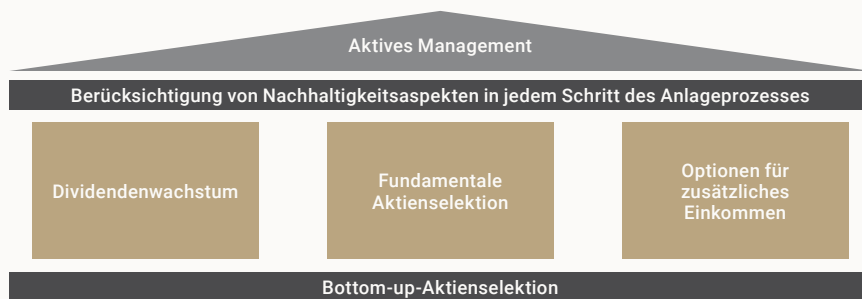 Aktives Management
Berücksichtigung von Nachhaltigkeitsaspekten in jedem Schritt des Anlageprozesses
Dividendenwachstum
Fundamentale
Aktienselektion
Optionen für
zusätzliches
Einkommen
Bottom-up-Aktienselektion